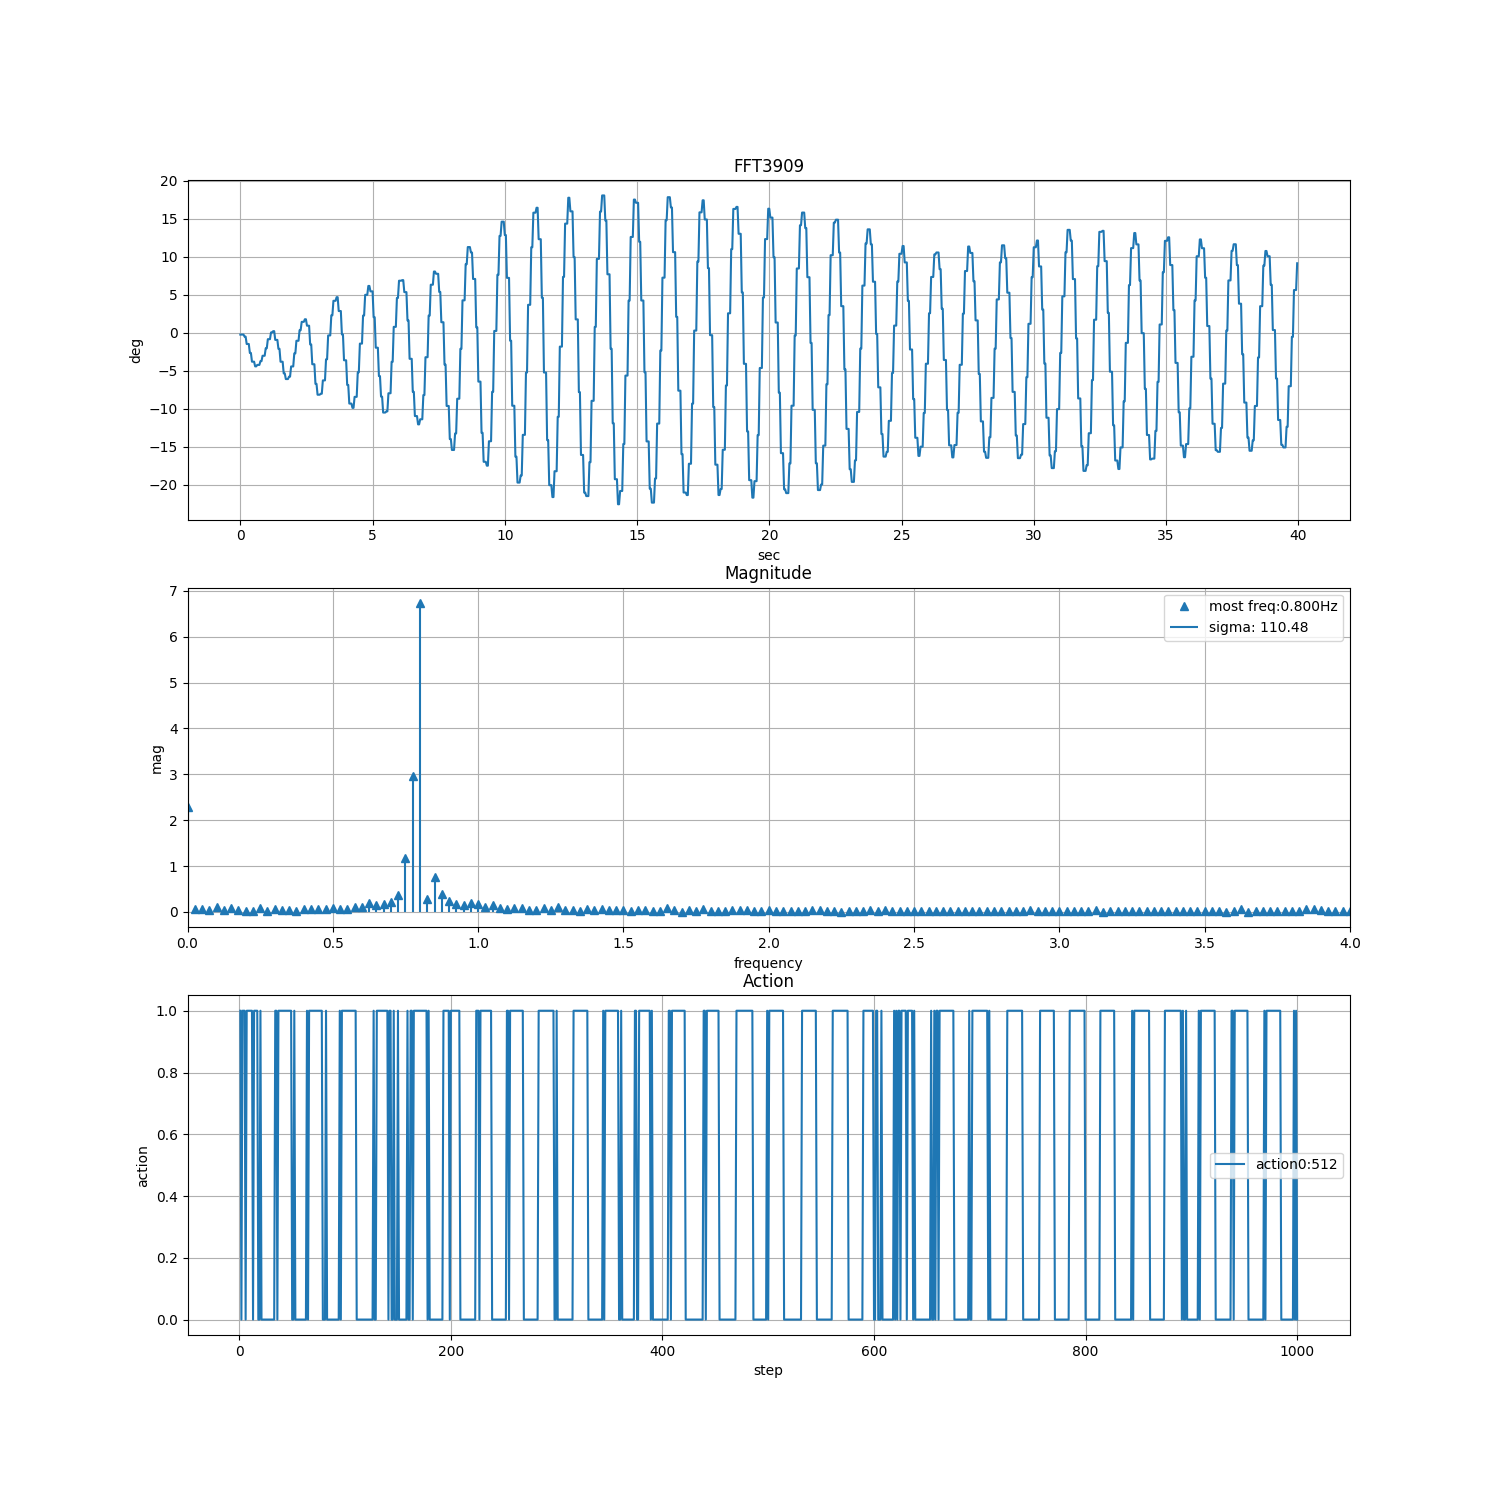 FFT3909
20
15
10
5
0
−5
−10
−15
−20
deg
0 5 10 15 20 25 30 35 40
sec
Magnitude
7
6
5
4
3
2
1
0
mag
most freq:0.800Hz
sigma: 110.48
0.0 0.5 1.0 1.5 2.0 2.5 3.0 3.5 4.0
frequency
Action
1.0
0.8
0.6
0.4
0.2
0.0
action
action0:512
0 200 400 600 800 1000
step